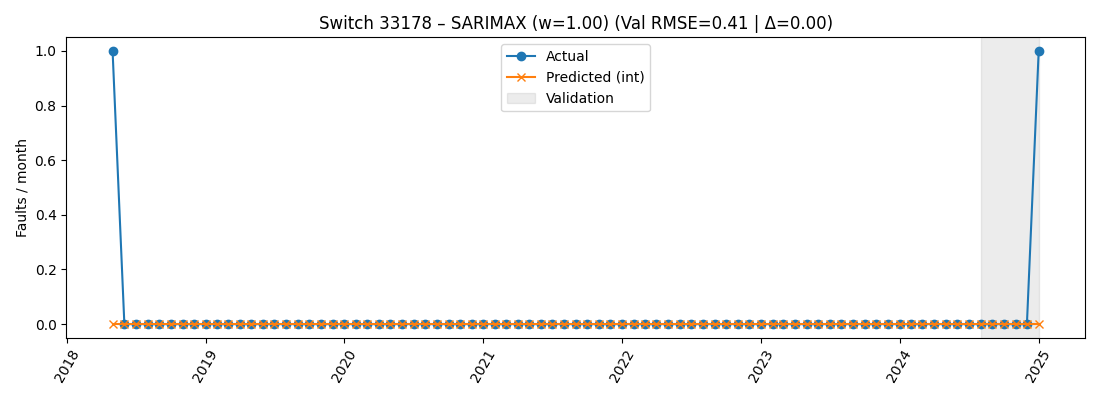 Switch 33178 – SARIMAX (w=1.00) (Val RMSE=0.41 | Δ=0.00)
Faults / month
1.0
0.8
0.6
0.4
0.2
0.0
Actual
Predicted (int)
Validation
2018
2019
2020
2021
2022
2023
2024
2025